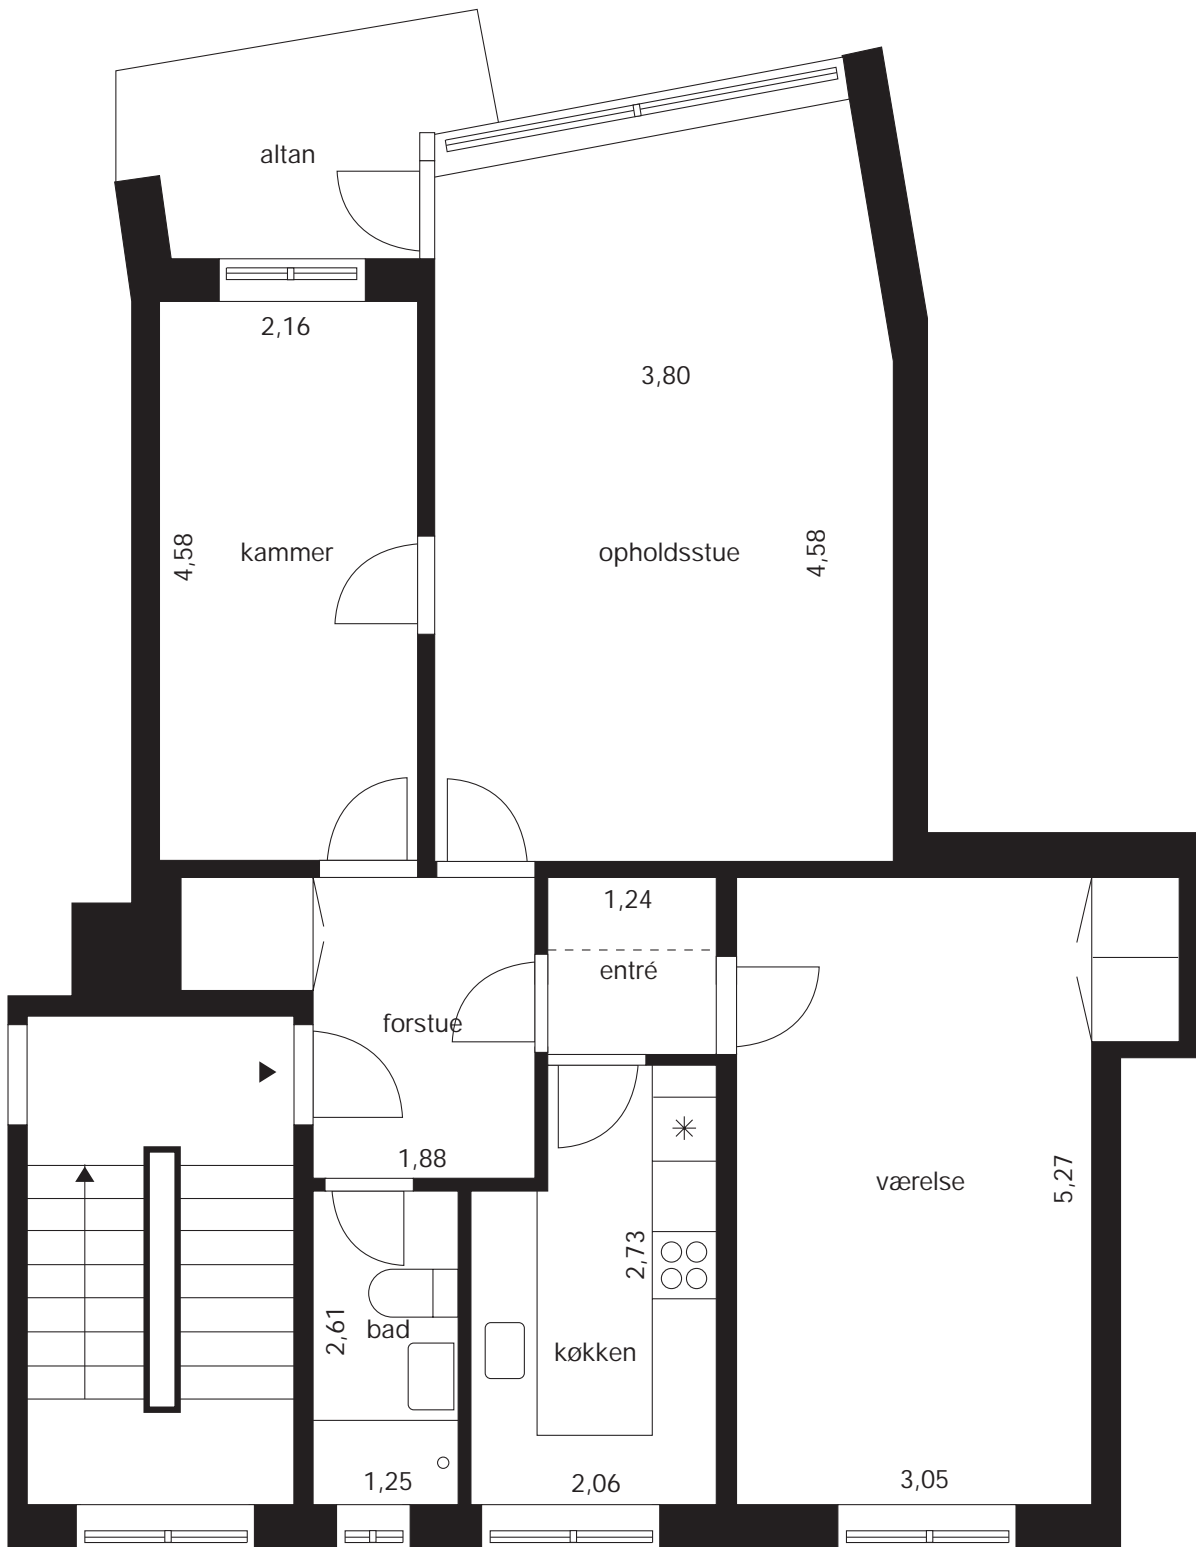 altan
2,16
3,80
4,58
kammer
opholdsstue
4,58
1,24
entré
forstue
1,88
værelse
5,27
2,73
2,61
bad
køkken
1,25
2,06
3,05